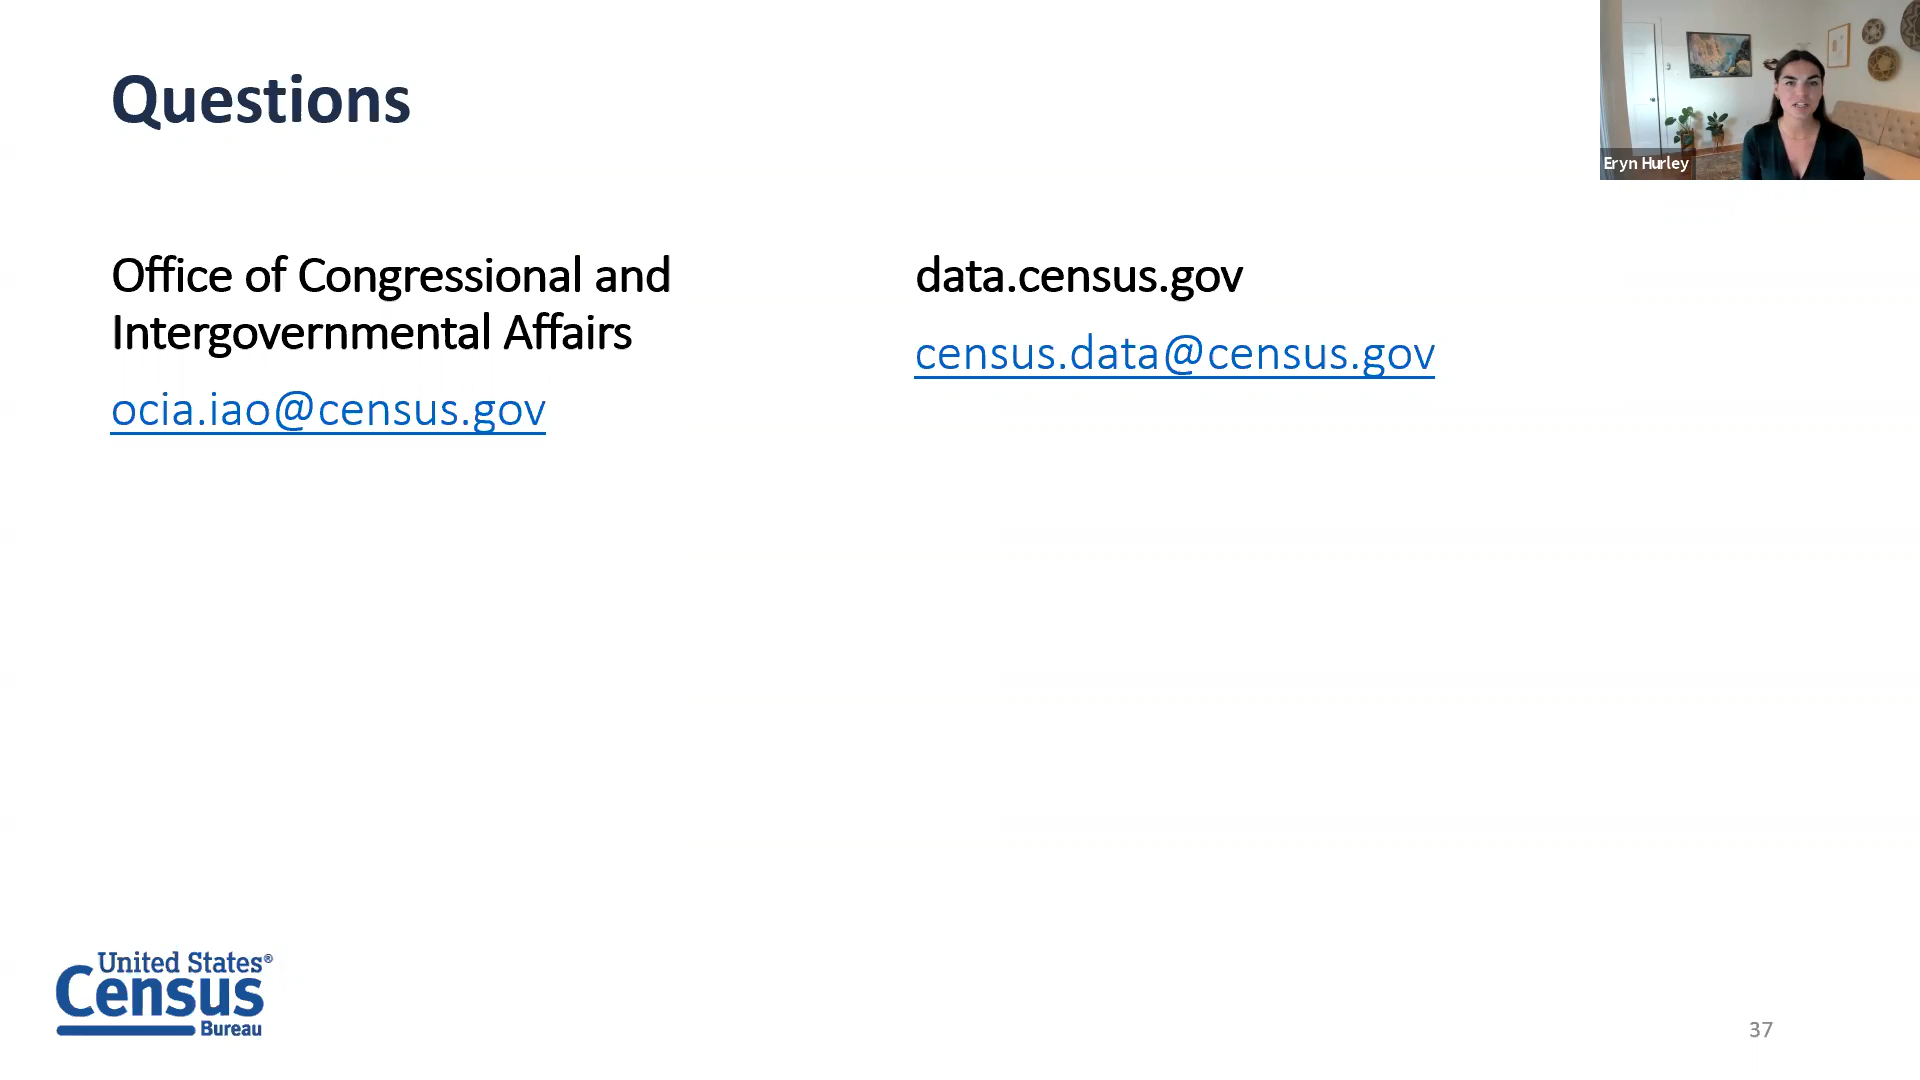 Questions
Eryn Hurley
Office of Congressional and
Intergovernmental Affairs
ocia.iao@census.gov
data.census.gov
census.data@census.gov
United States®
Census
Bureau
37